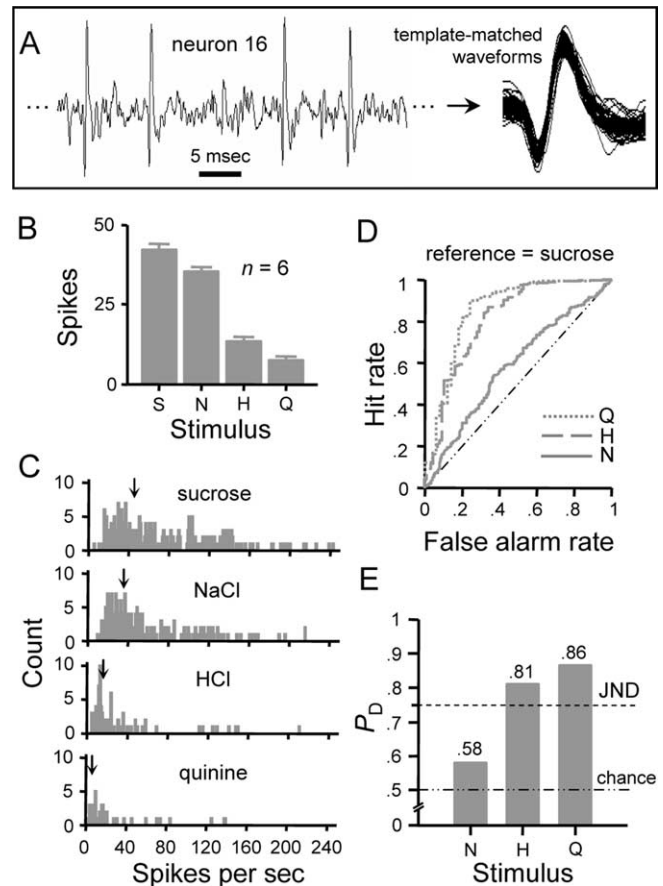 A
neuron 16
template-matched
waveforms
5 msec
B
50
25
0
Spikes
n = 6
S N H Q
Stimulus
C
10
5
0
sucrose
10
5
0
NaCl
10
5
0
HCl
10
5
0
quinine
Count
0 40 80 120 160 200 240
Spikes per sec
D
reference = sucrose
1
.8
.6
.4
.2
0
Hit rate
Q
H
N
0 .2 .4 .6 .8 1
False alarm rate
E
1
.9
.8
.7
.6
.5
0
P_D
.58
.81
.86
JND
chance
N H Q
Stimulus